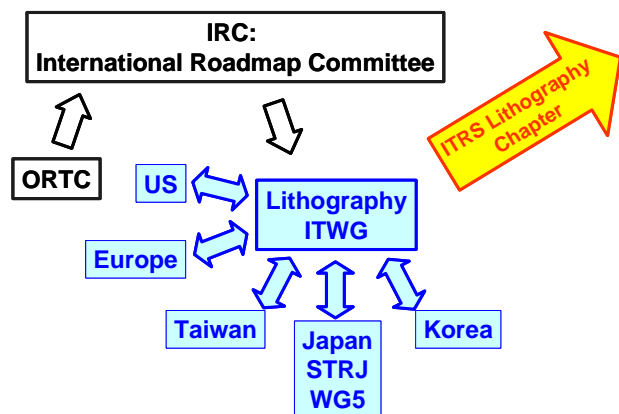 IRC:
International Roadmap Committee
ITRS Lithography
Chapter
ORTC
US
Lithography
ITWG
Europe
Taiwan
Japan
STRJ
WG5
Korea